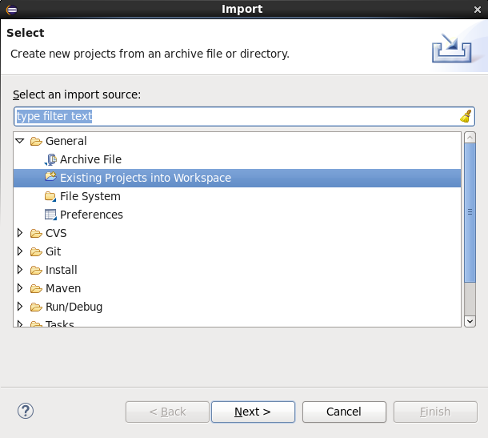 Import
Select
Create new projects from an archive file or directory.
Select an import source:
type filter text
General
Archive File
Existing Projects into Workspace
File System
Preferences
CVS
Git
Install
Maven
Run/Debug
Tasks
?
< Back
Next >
Cancel
Finish